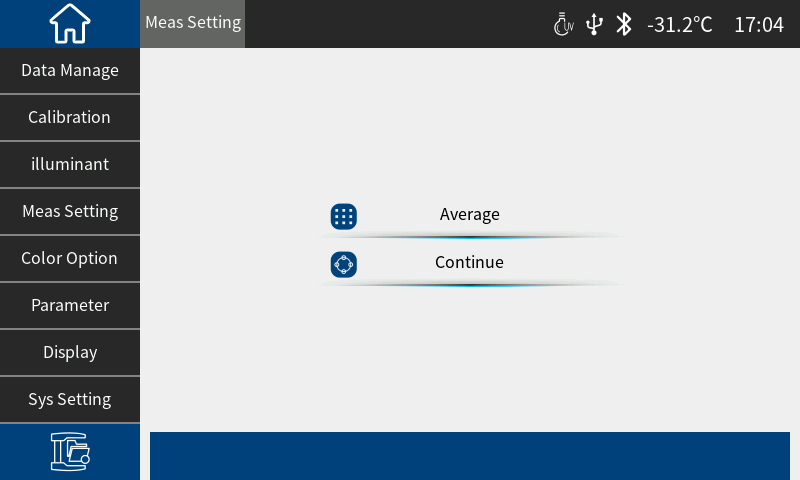 Meas Setting
UV
-31.2℃
17:04
Data Manage
Calibration
illuminant
Meas Setting
Color Option
Parameter
Display
Sys Setting
Average
Continue